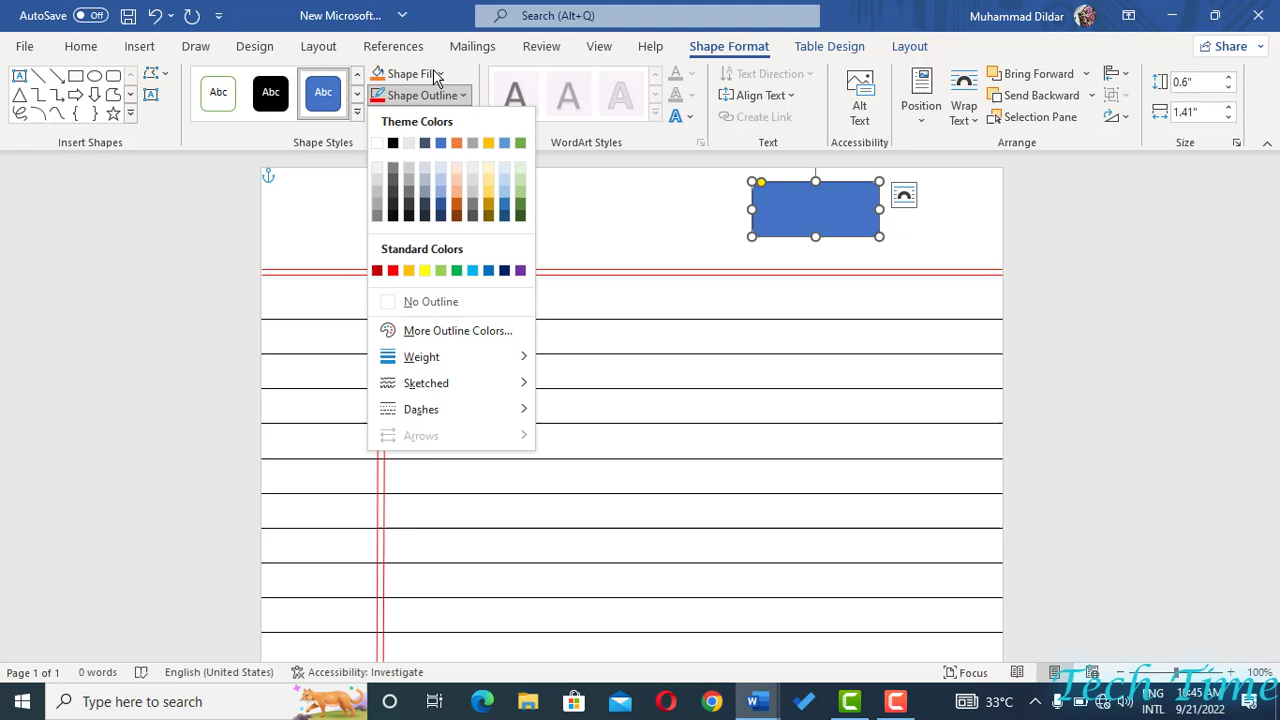 AutoSave Off New Microsoft... Search (Alt+Q) Muhammad Dildar
File Home Insert Draw Design Layout References Mailings Review View Help Shape Format Table Design Layout Share
Abc Abc Abc
Shape Fill
Shape Outline
A A A
A
A
A
Text Direction
Align Text
Create Link
Alt
Text
Position
Wrap
Text
Bring Forward
Send Backward
Selection Pane
0.6"
1.41"
Insert Shapes Shape Styles WordArt Styles Text Arrange Size
Theme Colors
Standard Colors
No Outline
More Outline Colors...
Weight
Sketched
Dashes
Arrows
Page 1 of 1 0 words English (United States) Accessibility: Investigate Focus 100%
Type here to search 33°C ENG
INTL
10:45 AM
9/21/2022
Tech Time